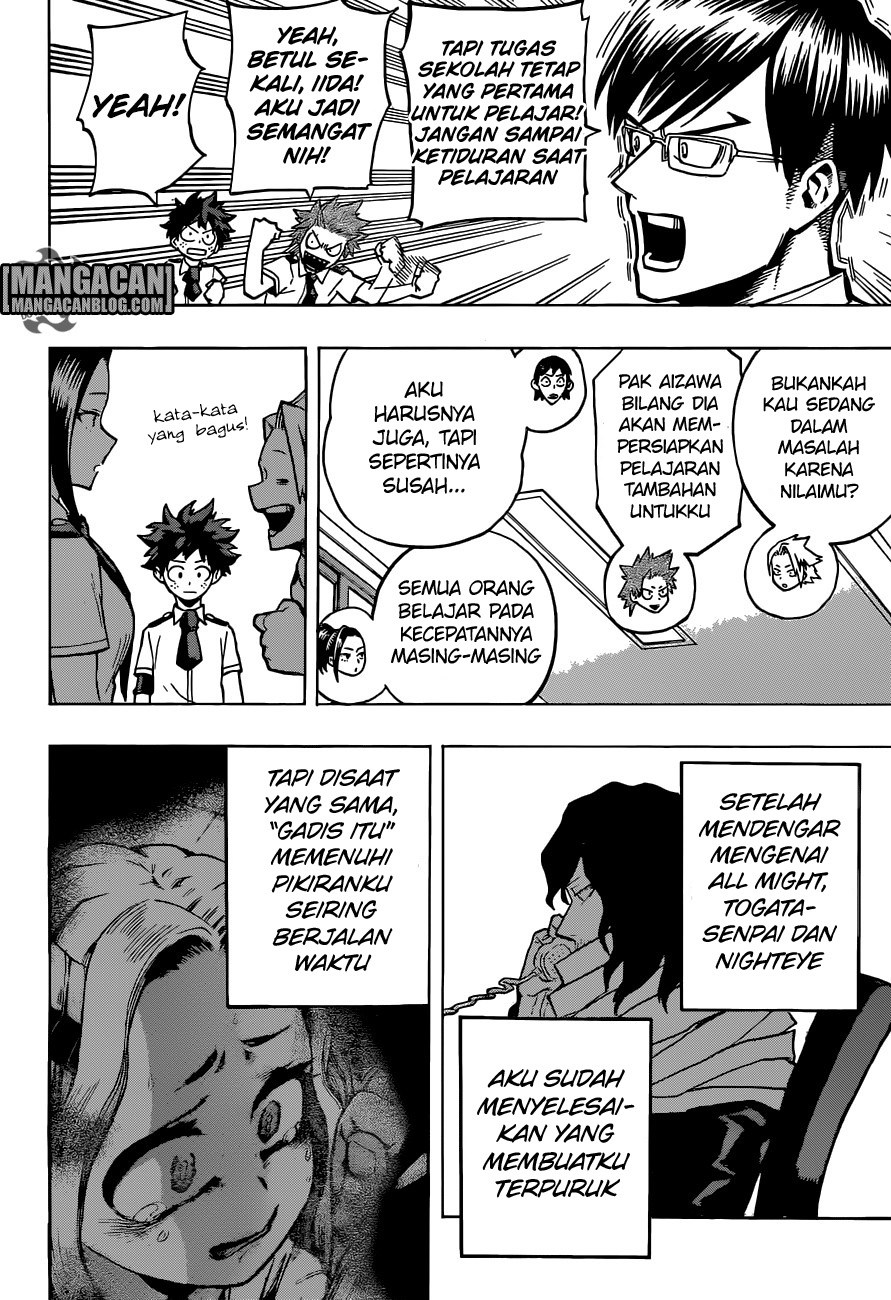 TAPI TUGAS
SEKOLAH TETAP
YANG PERTAMA
UNTUK PELAJAR!
JANGAN SAMPAI
KETIDURAN SAAT
PELAJARAN
YEAH,
BETUL SE-
KALI, IIDA!
AKU JADI
SEMANGAT
NIH!
YEAH!
[MANGACAN]
MANGACANBLOG.COM
BUKANKAH
KAU SEDANG
DALAM
MASALAH
KARENA
NILAIMU?
PAK AIZAWA
BILANG DIA
AKAN MEM-
PERSIAPKAN
PELAJARAN
TAMBAHAN
UNTUKKU
AKU
HARUSNYA
JUGA, TAPI
SEPERTINYA
SUSAH...
SEMUA ORANG
BELAJAR PADA
KECEPATANNYA
MASING-MASING
kata-kata
yang bagus!
SETELAH
MENDENGAR
MENGENAI
ALL MIGHT,
TOGATA-
SENPAI DAN
NIGHTEYE
AKU SUDAH
MENYELESAI-
KAN YANG
MEMBUATKU
TERPURUK
TAPI DISAAT
YANG SAMA,
"GADIS ITU"
MEMENUHI
PIKIRANKU
SEIRING
BERJALAN
WAKTU